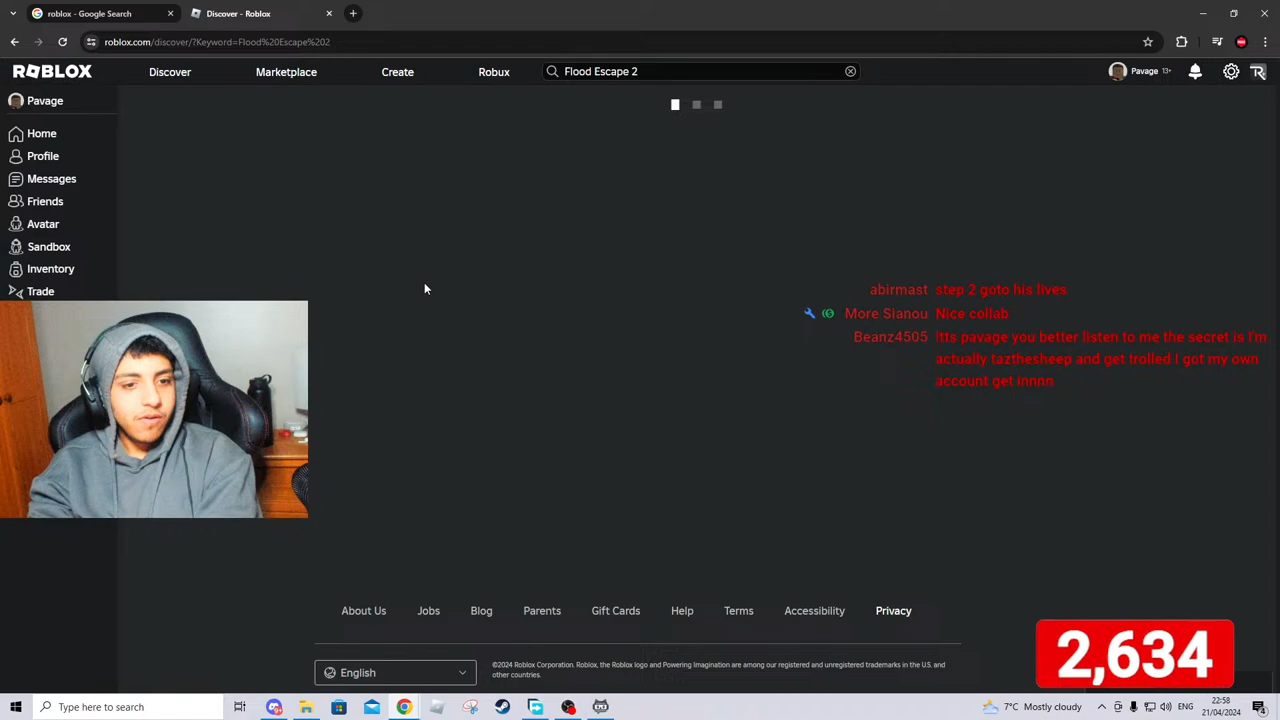 roblox - Google Search
Discover - Roblox
roblox.com/discover/?Keyword=Flood%20Escape%202
ROBLOX
Discover
Marketplace
Create
Robux
Flood Escape 2
Pavage 13+
Pavage
Home
Profile
Messages
Friends
Avatar
Sandbox
Inventory
Trade
abirmast step 2 goto his lives
More Sianou Nice collab
Beanz4505 Itts pavage you better listen to me the secret is I'm
actually tazthesheep and get trolled I got my own
account get innnn
About Us
Jobs
Blog
Parents
Gift Cards
Help
Terms
Accessibility
Privacy
English
©2024 Roblox Corporation. Roblox, the Roblox logo and Powering Imagination are among our registered and unregistered trademarks in the U.S. and
other countries.
2,634
Type here to search
7°C Mostly cloudy
ENG
22:58
21/04/2024